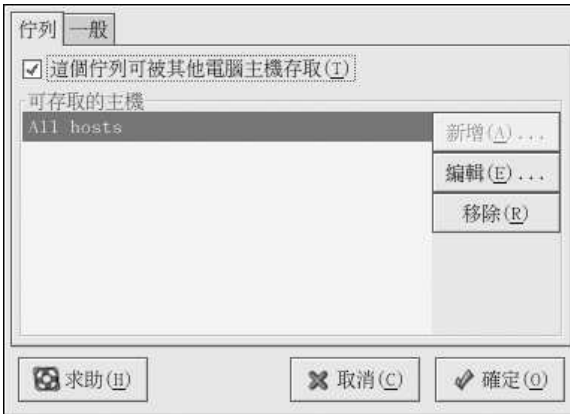 佇列 一般
這個佇列可被其他電腦主機存取(T)
可存取的主機
All hosts
新增(A)...
編輯(E)...
移除(R)
求助(H) 取消(C) 確定(O)